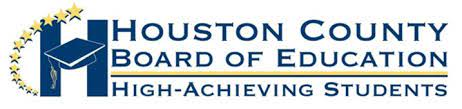 HOUSTON COUNTY
BOARD OF EDUCATION
HIGH-ACHIEVING STUDENTS